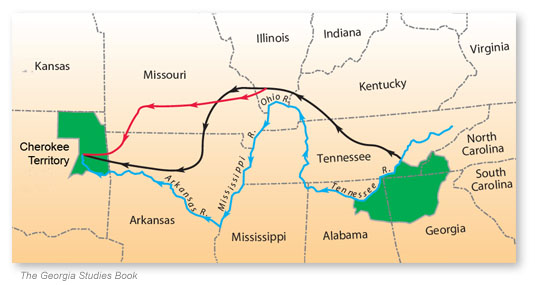 Illinois
Indiana
Virginia
Kansas
Missouri
Kentucky
Ohio R.
Cherokee
Territory
Mississippi R.
Tennessee
North
Carolina
South
Carolina
Tennessee R.
Arkansas R.
Arkansas
Mississippi
Alabama
Georgia
The Georgia Studies Book